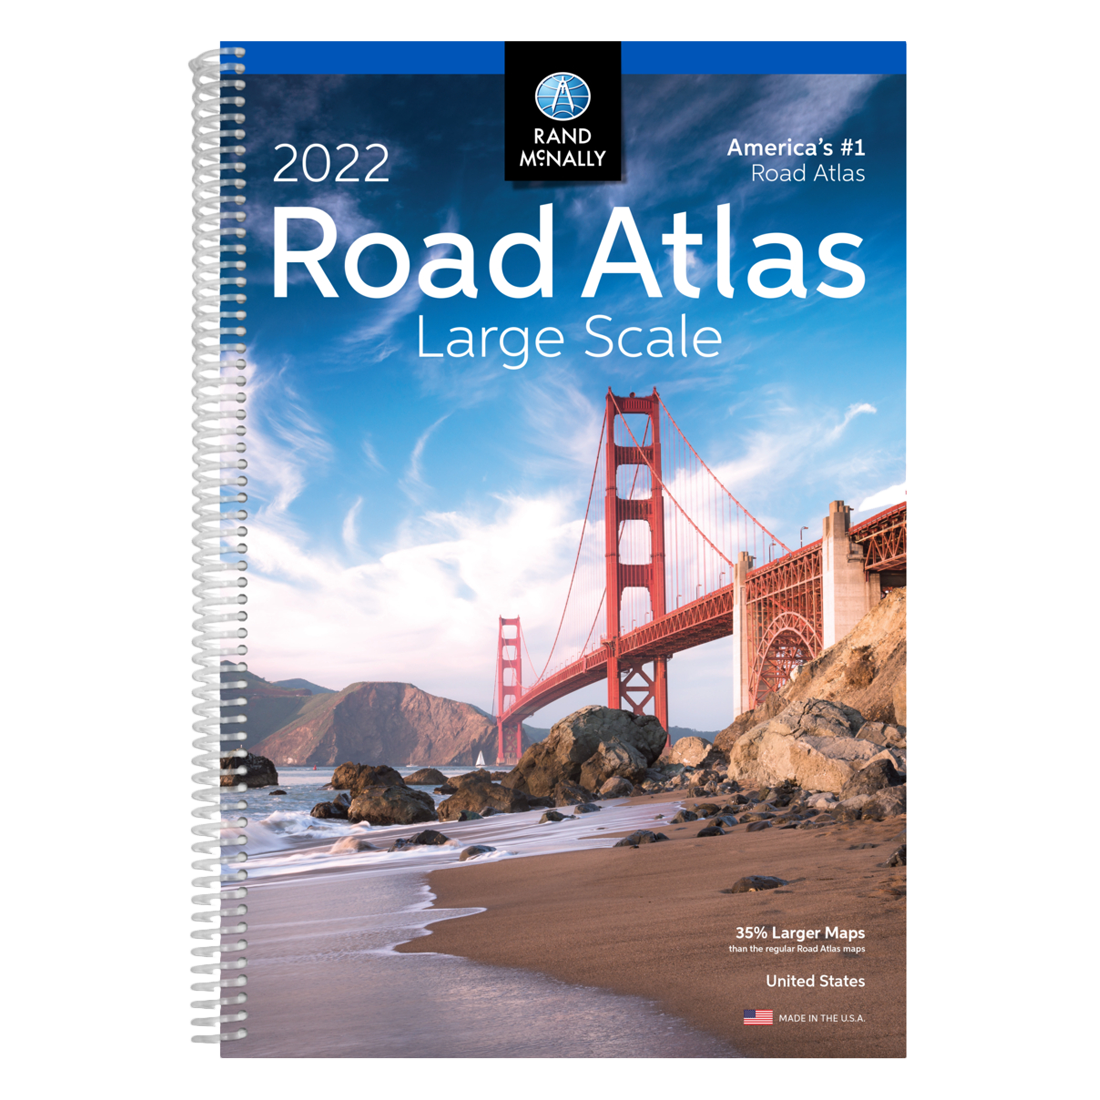 RAND
McNALLY
2022
America's #1
Road Atlas
Road Atlas
Large Scale
35% Larger Maps
than the regular Road Atlas maps
United States
MADE IN THE U.S.A.